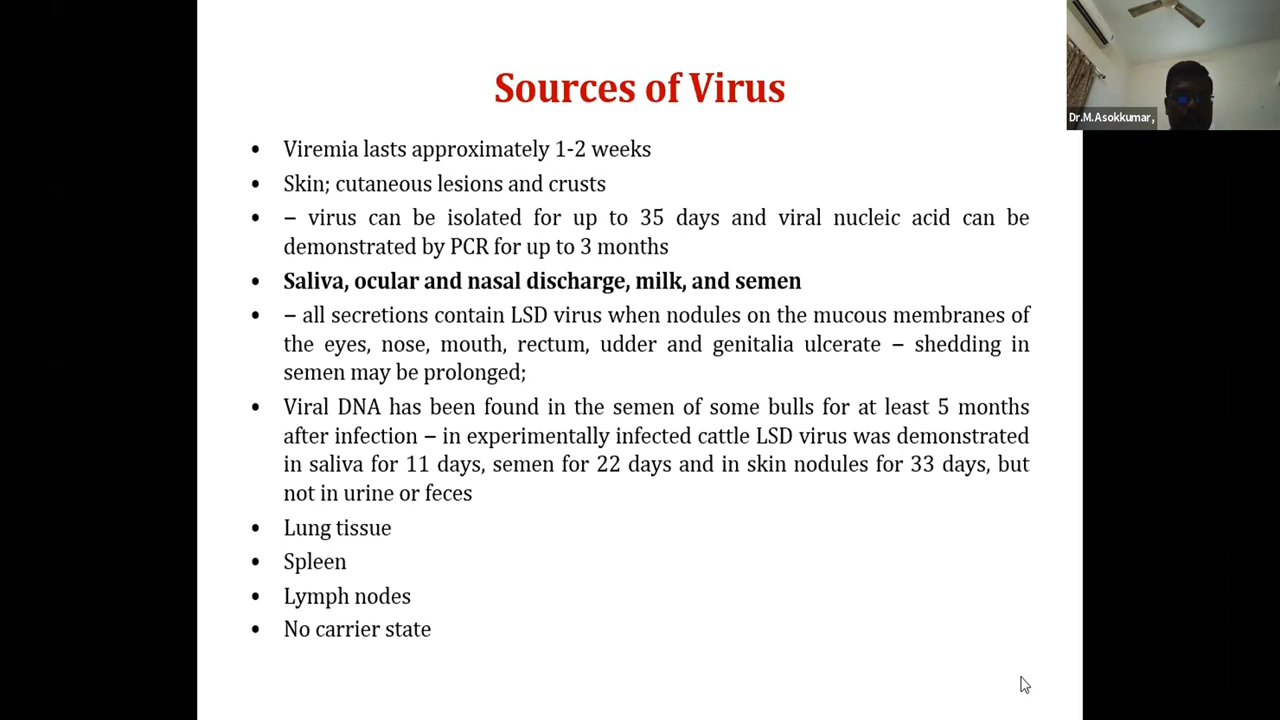 Sources of Virus
Dr.M.Asokkumar,
• Viremia lasts approximately 1-2 weeks
• Skin; cutaneous lesions and crusts
• – virus can be isolated for up to 35 days and viral nucleic acid can be
demonstrated by PCR for up to 3 months
• Saliva, ocular and nasal discharge, milk, and semen
• – all secretions contain LSD virus when nodules on the mucous membranes of
the eyes, nose, mouth, rectum, udder and genitalia ulcerate – shedding in
semen may be prolonged;
• Viral DNA has been found in the semen of some bulls for at least 5 months
after infection – in experimentally infected cattle LSD virus was demonstrated
in saliva for 11 days, semen for 22 days and in skin nodules for 33 days, but
not in urine or feces
• Lung tissue
• Spleen
• Lymph nodes
• No carrier state